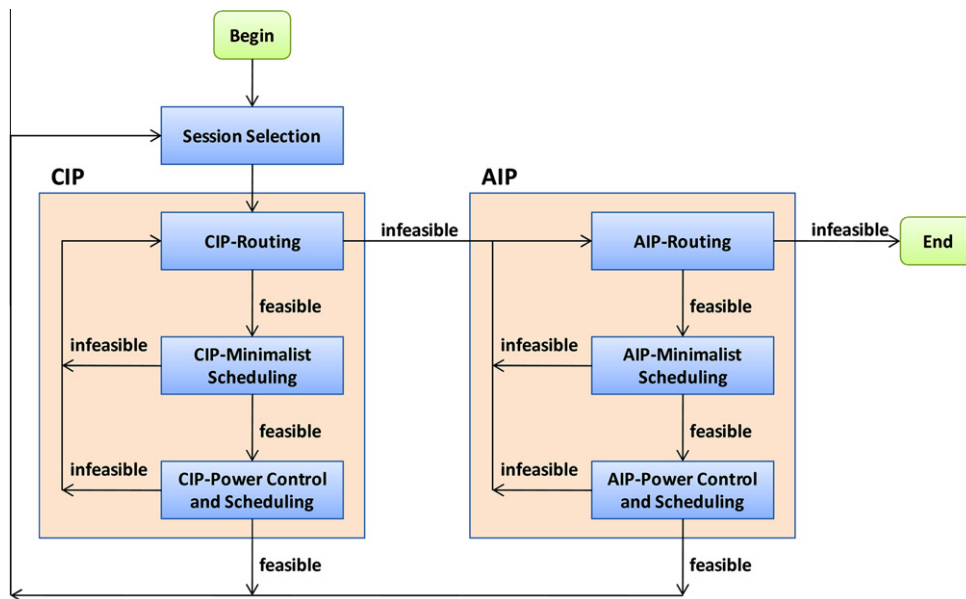 Begin
Session Selection
CIP
AIP
CIP-Routing
infeasible
AIP-Routing
infeasible
End
feasible
feasible
infeasible
CIP-Minimalist
Scheduling
infeasible
AIP-Minimalist
Scheduling
feasible
feasible
infeasible
CIP-Power Control
and Scheduling
infeasible
AIP-Power Control
and Scheduling
feasible
feasible